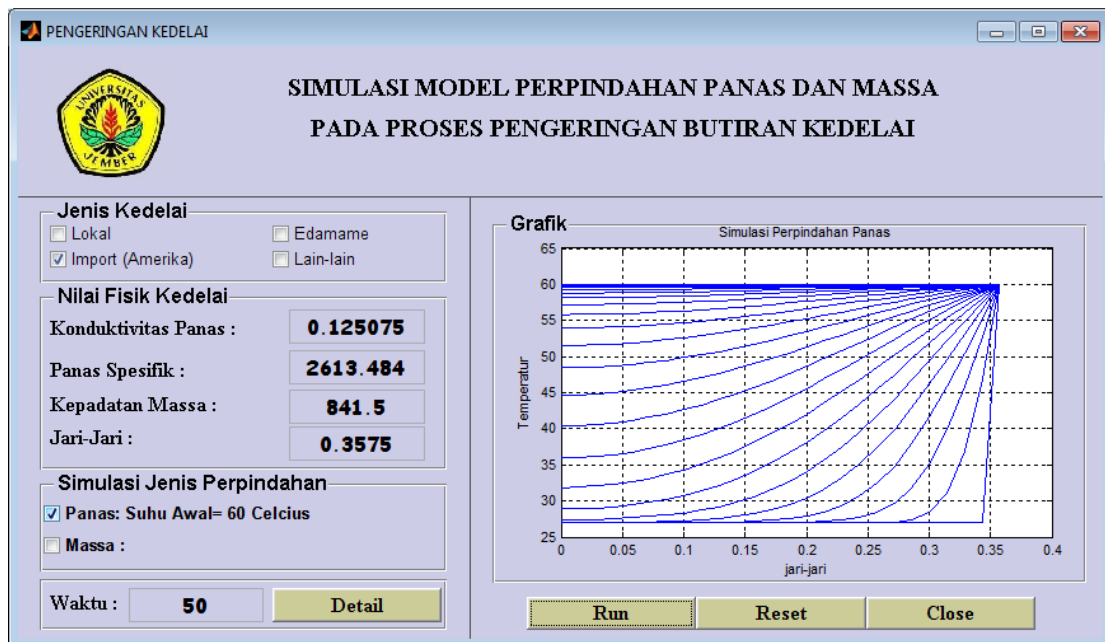 PENGERINGAN KEDELAI
UNIVERSITAS
JEMBER
SIMULASI MODEL PERPINDAHAN PANAS DAN MASSA
PADA PROSES PENGERINGAN BUTIRAN KEDELAI
Jenis Kedelai
Lokal
Edamame
Import (Amerika)
Lain-lain
Nilai Fisik Kedelai
Konduktivitas Panas :
0.125075
Panas Spesifik :
2613.484
Kepadatan Massa :
841.5
Jari-Jari :
0.3575
Simulasi Jenis Perpindahan
Panas: Suhu Awal= 60 Celcius
Massa :
Waktu :
50
Detail
Grafik
Simulasi Perpindahan Panas
65
60
55
50
45
40
35
30
25
Temperatur
0
0.05
0.1
0.15
0.2
0.25
0.3
0.35
0.4
jari-jari
Run
Reset
Close